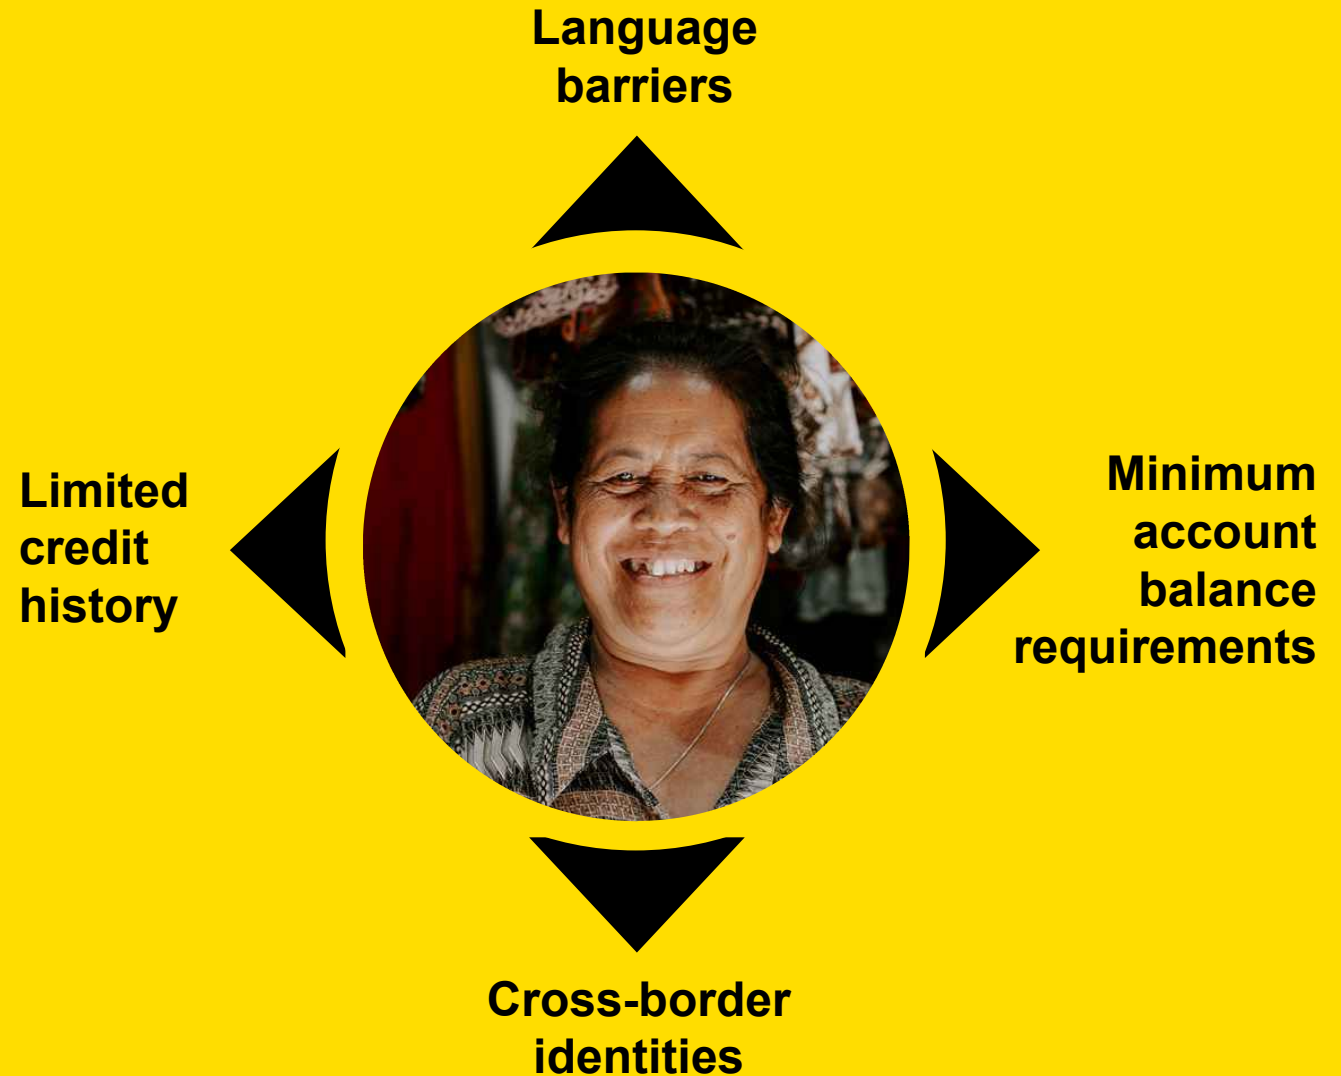 Language
barriers
Limited
credit
history
Minimum
account
balance
requirements
Cross-border
identities